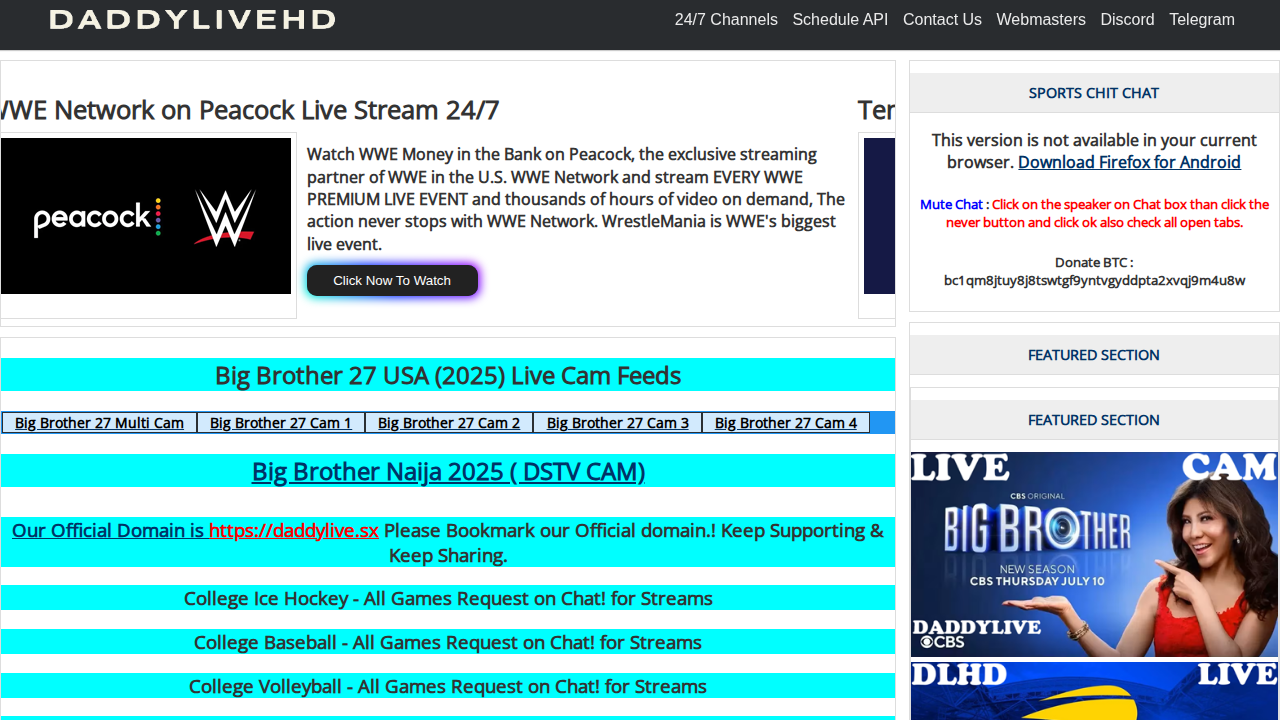 DADDYLIVEHD
24/7 Channels Schedule API Contact Us Webmasters Discord Telegram
WWE Network on Peacock Live Stream 24/7
Ter
peacock W
Watch WWE Money in the Bank on Peacock, the exclusive streaming
partner of WWE in the U.S. WWE Network and stream EVERY WWE
PREMIUM LIVE EVENT and thousands of hours of video on demand, The
action never stops with WWE Network. WrestleMania is WWE's biggest
live event.
Click Now To Watch
Big Brother 27 USA (2025) Live Cam Feeds
Big Brother 27 Multi Cam Big Brother 27 Cam 1 Big Brother 27 Cam 2 Big Brother 27 Cam 3 Big Brother 27 Cam 4
Big Brother Naija 2025 ( DSTV CAM)
Our Official Domain is https://daddylive.sx Please Bookmark our Official domain.! Keep Supporting &
Keep Sharing.
College Ice Hockey - All Games Request on Chat! for Streams
College Baseball - All Games Request on Chat! for Streams
College Volleyball - All Games Request on Chat! for Streams
SPORTS CHIT CHAT
This version is not available in your current
browser. Download Firefox for Android
Mute Chat : Click on the speaker on Chat box than click the
never button and click ok also check all open tabs.
Donate BTC :
bc1qm8jtuy8j8tswtgf9yntvgyddpta2xvqj9m4u8w
FEATURED SECTION
FEATURED SECTION
LIVE CAM
CBS ORIGINAL
BIG BROTHER
NEW SEASON
CBS THURSDAY JULY 10
DADDYLIVE
CBS
DLHD LIVE